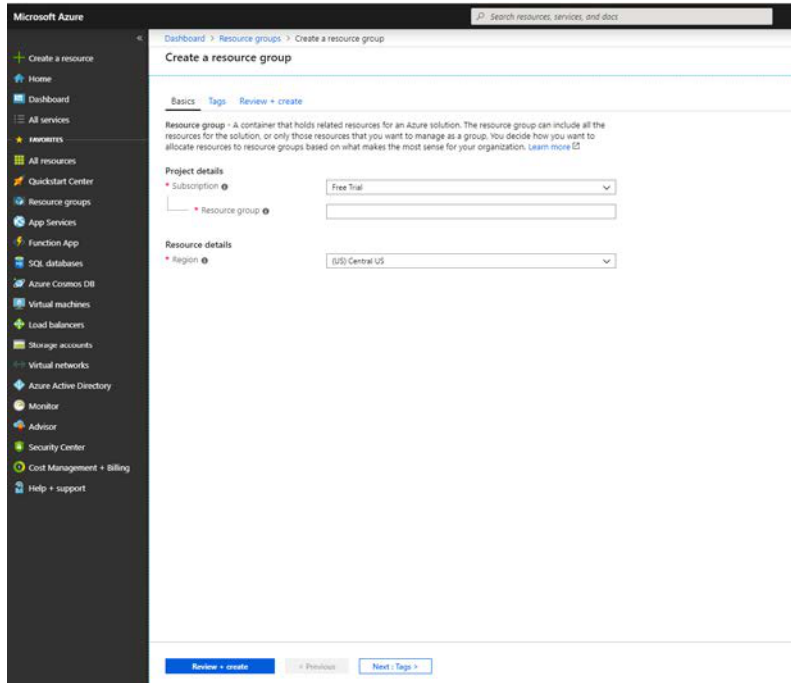 Microsoft Azure
Search resources, services, and docs
«
Dashboard > Resource groups > Create a resource group
Create a resource group
Create a resource
Home
Dashboard
All services
FAVORITES
All resources
Quickstart Center
Resource groups
App Services
Function App
SQL databases
Azure Cosmos DB
Virtual machines
Load balancers
Storage accounts
Virtual networks
Azure Active Directory
Monitor
Advisor
Security Center
Cost Management + Billing
Help + support
Basics Tags Review + create
Resource group - A container that holds related resources for an Azure solution. The resource group can include all the
resources for the solution, or only those resources that you want to manage as a group. You decide how you want to
allocate resources to resource groups based on what makes the most sense for your organization. Learn more
Project details
* Subscription Free Trial
* Resource group
Resource details
* Region (US) Central US
Review + create < Previous Next : Tags >